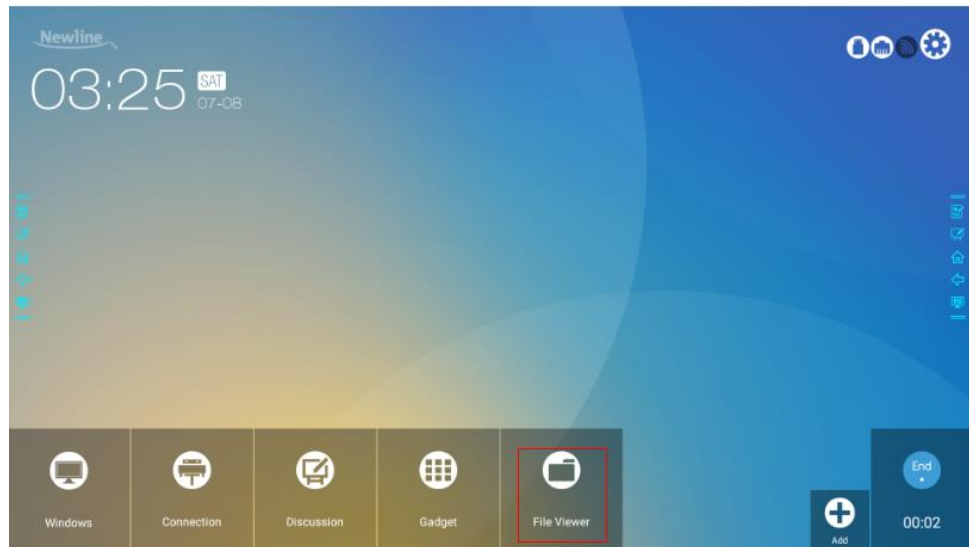 Newline
03:25 SAT
07-08
Windows
Connection
Discussion
Gadget
File Viewer
Add
End
00:02